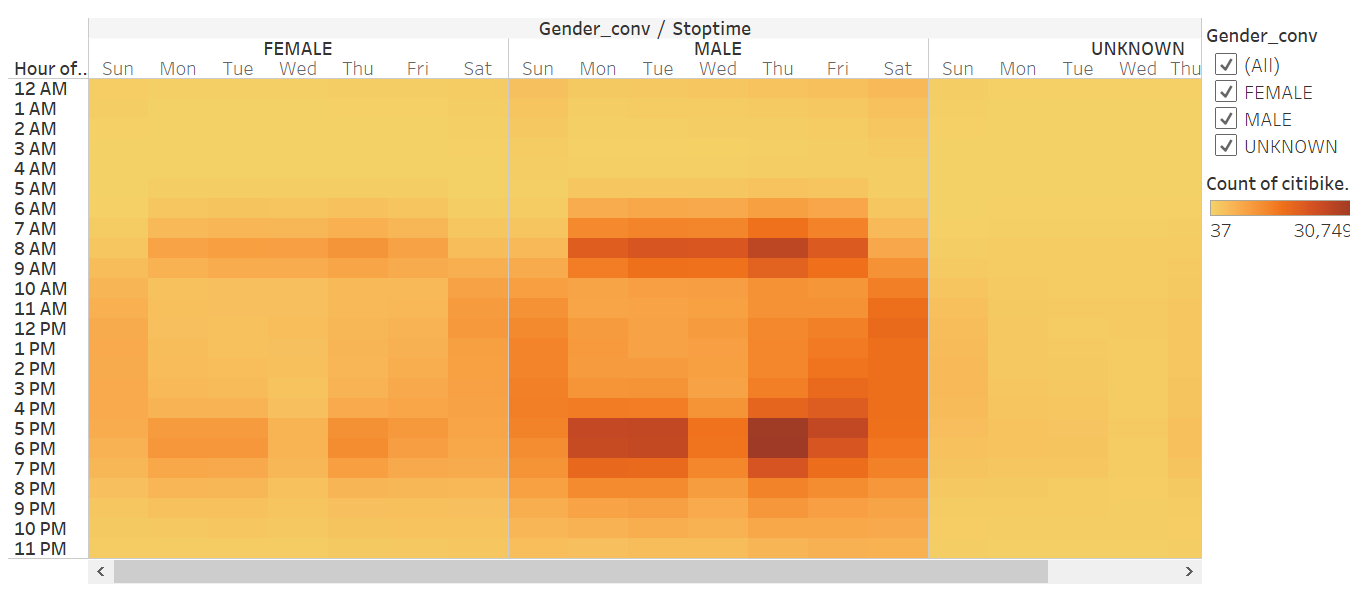 Gender_conv / Stoptime
FEMALE MALE UNKNOWN
Hour of.. Sun Mon Tue Wed Thu Fri Sat Sun Mon Tue Wed Thu Fri Sat Sun Mon Tue Wed Thu
12 AM
1 AM
2 AM
3 AM
4 AM
5 AM
6 AM
7 AM
8 AM
9 AM
10 AM
11 AM
12 PM
1 PM
2 PM
3 PM
4 PM
5 PM
6 PM
7 PM
8 PM
9 PM
10 PM
11 PM
Gender_conv
(All)
FEMALE
MALE
UNKNOWN
Count of citibike.
37 30,749